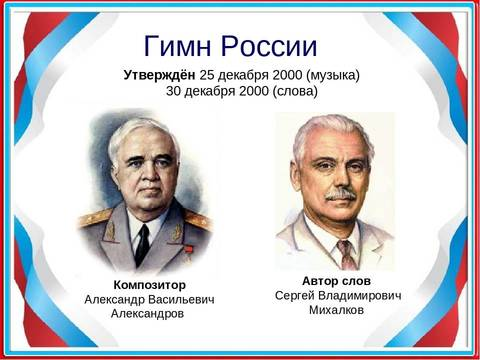 Гимн России
Утверждён 25 декабря 2000 (музыка)
30 декабря 2000 (слова)
Композитор
Александр Васильевич
Александров
Автор слов
Сергей Владимирович
Михалков